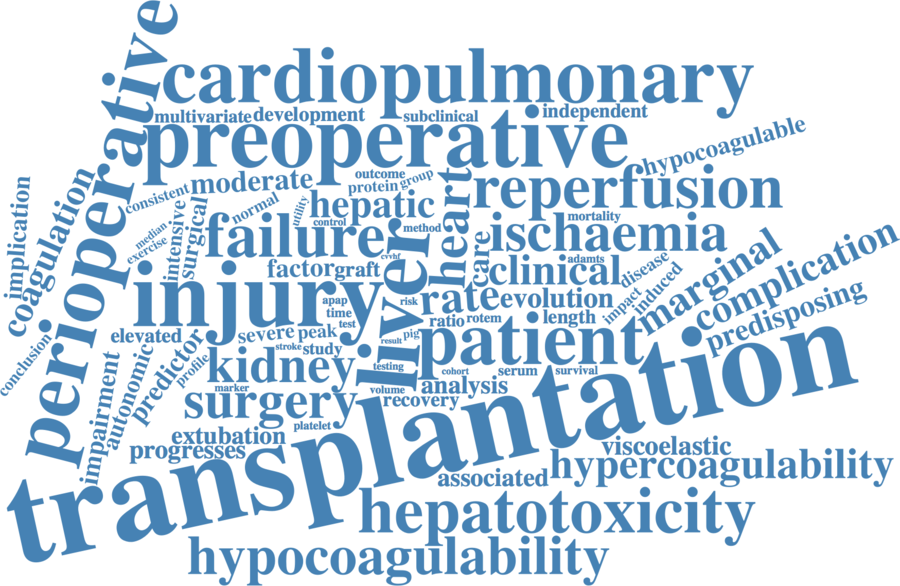 cardiopulmonary
perioperative
multivariate
development
subclinical
independent
preoperative
hypocoagulable
implication
coagulation
consistent
moderate
outcome
protein
group
heart
reperfusion
median
exercise
intensive
surgical
normal
utility
hepatic
control
method
mortality
failure
cvvhf
liver
care
ischaemia
adamts
disease
induced
impact
marginal
complication
predisposing
factor
graft
clinical
injury
apap
time
test
risk
rate
evolution
ratio
rotem
length
elevated
severe
peak
result
pig
patient
conclusion
impairment
autonomic
predictor
profile
stroke
study
kidney
testing
cohort
serum
survival
marker
volume
analysis
surgery
recovery
platelet
extubation
progresses
transplantation
viscoelastic
associated
hypercoagulability
hepatotoxicity
hypocoagulability